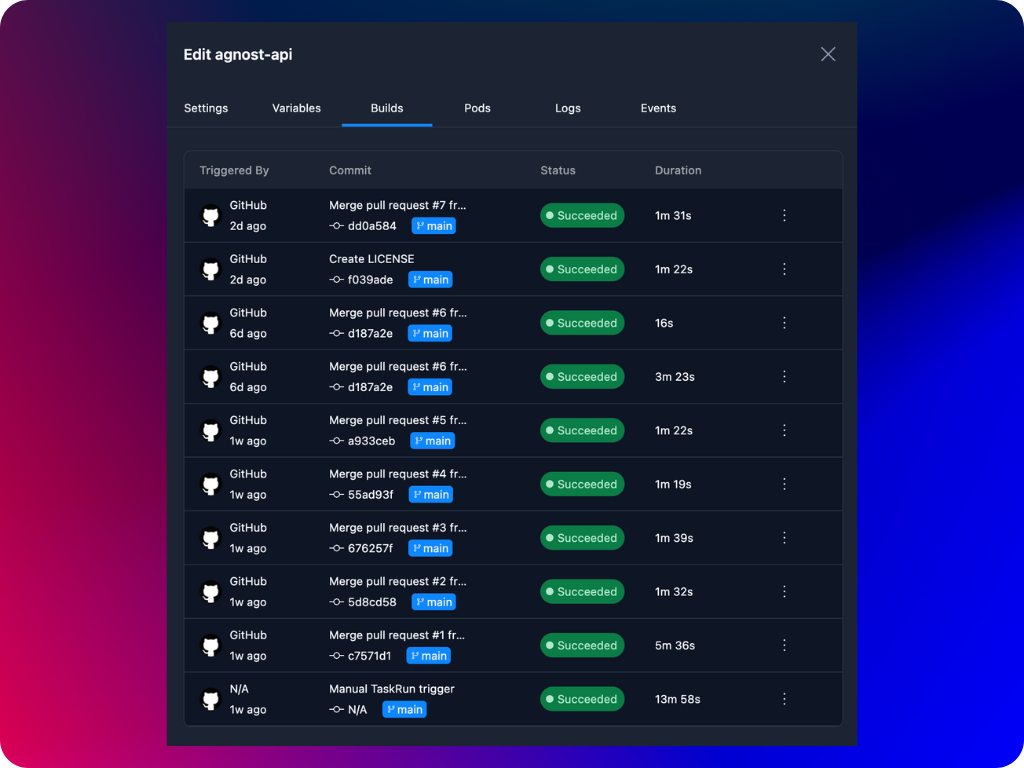 Edit agnost-api
Settings Variables Builds Pods Logs Events
Triggered By Commit Status Duration
GitHub Merge pull request #7 fr...
2d ago dd0a584 main Succeeded 1m 31s
GitHub Create LICENSE
2d ago f039ade main Succeeded 1m 22s
GitHub Merge pull request #6 fr...
6d ago d187a2e main Succeeded 16s
GitHub Merge pull request #6 fr...
6d ago d187a2e main Succeeded 3m 23s
GitHub Merge pull request #5 fr...
1w ago a933ceb main Succeeded 1m 22s
GitHub Merge pull request #4 fr...
1w ago 55ad93f main Succeeded 1m 19s
GitHub Merge pull request #3 fr...
1w ago 676257f main Succeeded 1m 39s
GitHub Merge pull request #2 fr...
1w ago 5d8cd58 main Succeeded 1m 32s
GitHub Merge pull request #1 fr...
1w ago c7571d1 main Succeeded 5m 36s
N/A Manual TaskRun trigger
1w ago N/A main Succeeded 13m 58s